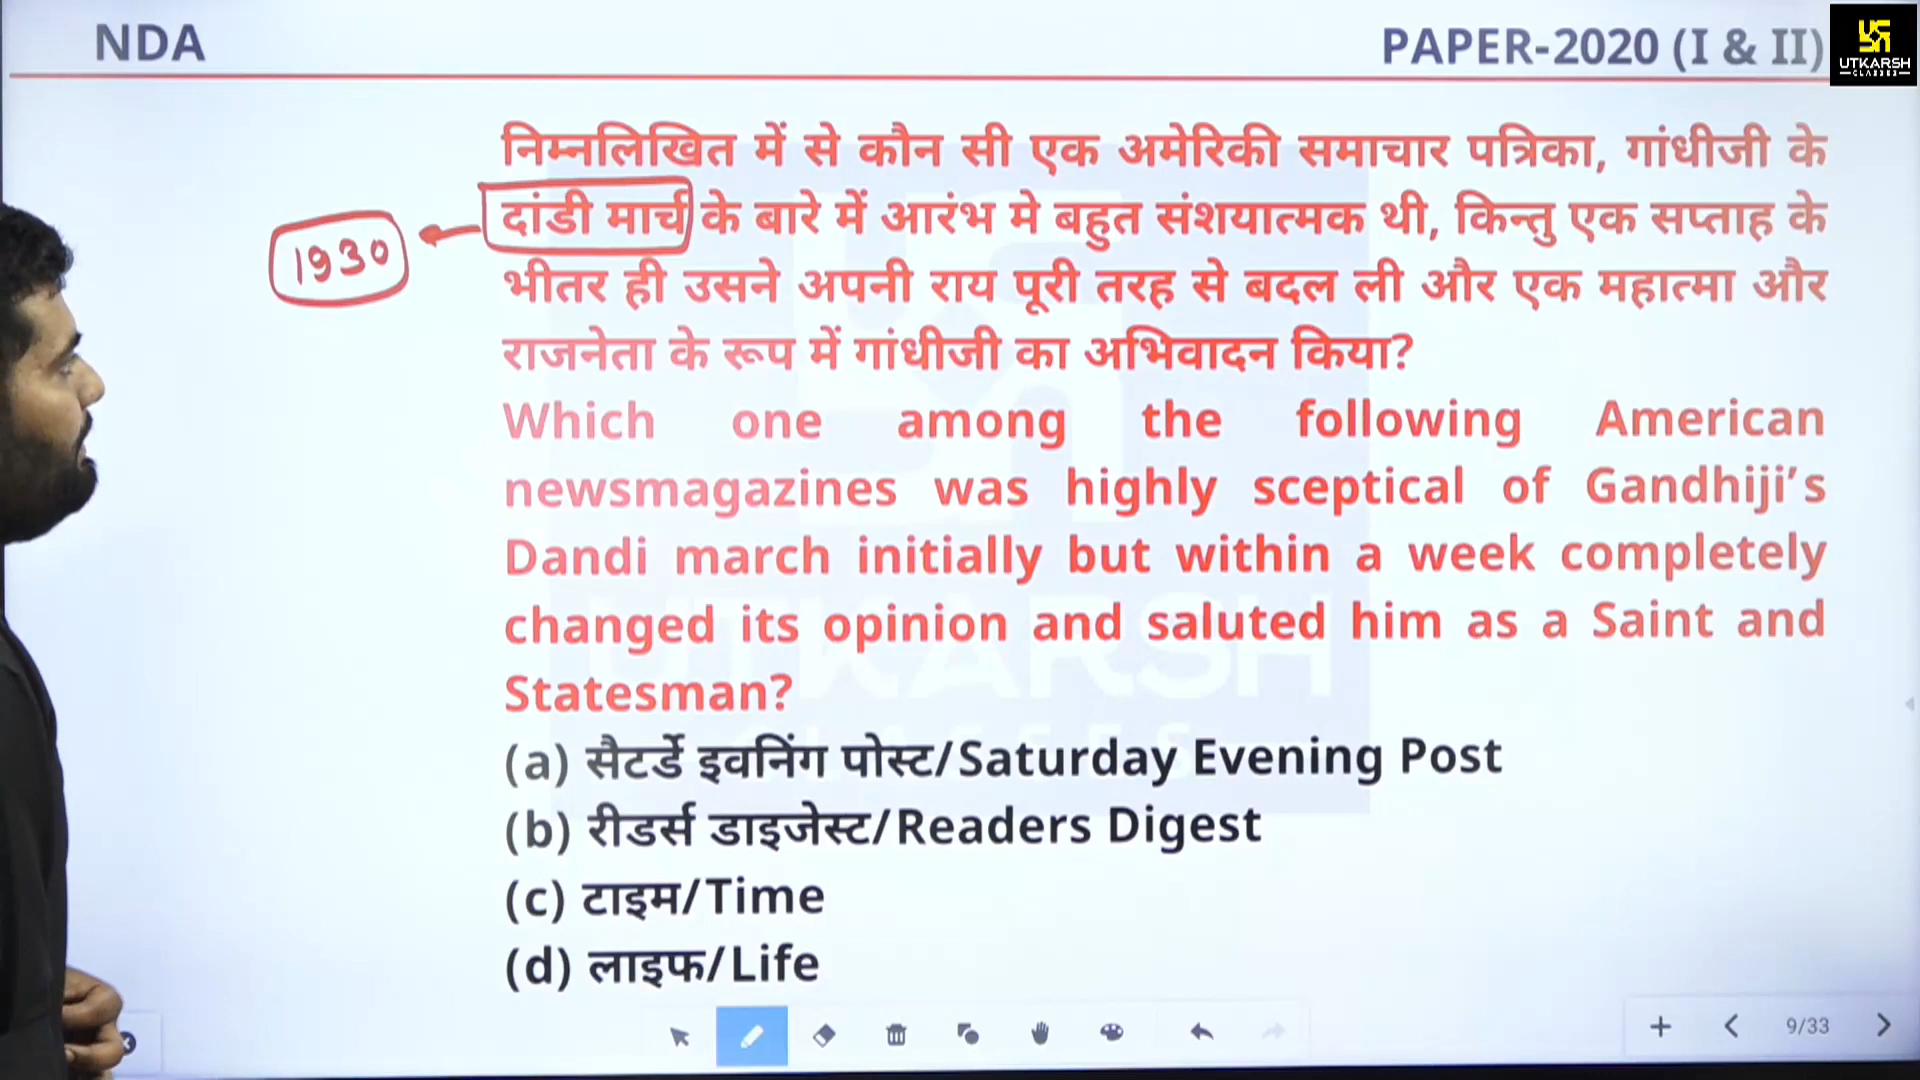 NDA
PAPER-2020 (I & II)
UTKARSH
CLASSES
निम्नलिखित में से कौन सी एक अमेरिकी समाचार पत्रिका, गांधीजी के
दांडी मार्च के बारे में आरंभ मे बहुत संशयात्मक थी, किन्तु एक सप्ताह के
1930
भीतर ही उसने अपनी राय पूरी तरह से बदल ली और एक महात्मा और
राजनेता के रूप में गांधीजी का अभिवादन किया?
Which one among the following American
newsmagazines was highly sceptical of Gandhiji's
Dandi march initially but within a week completely
changed its opinion and saluted him as a Saint and
Statesman?
(a) सैटर्डे इवनिंग पोस्ट/Saturday Evening Post
(b) रीडर्स डाइजेस्ट/Readers Digest
(c) टाइम/Time
(d) लाइफ/Life
UTKARSH
CLASSES
9/33